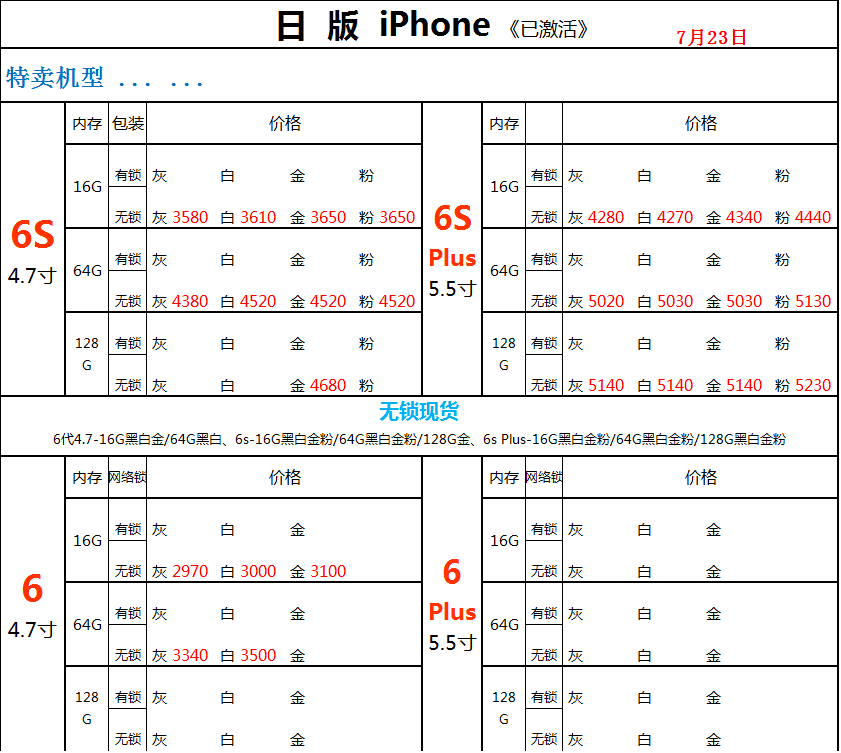 日 版 iPhone 《已激活》 7月23日
特卖机型 ... ...
内存 包装 价格 内存 价格
6S
4.7寸
16G
有锁 灰 白 金 粉
无锁 灰 3580 白 3610 金 3650 粉 3650
64G
有锁 灰 白 金 粉
无锁 灰 4380 白 4520 金 4520 粉 4520
128
G
有锁 灰 白 金 粉
无锁 灰 白 金 4680 粉
6S
Plus
5.5寸
16G
有锁 灰 白 金 粉
无锁 灰 4280 白 4270 金 4340 粉 4440
64G
有锁 灰 白 金 粉
无锁 灰 5020 白 5030 金 5030 粉 5130
128
G
有锁 灰 白 金 粉
无锁 灰 5140 白 5140 金 5140 粉 5230
无锁现货
6代4.7-16G黑白金/64G黑白、6s-16G黑白金粉/64G黑白金粉/128G金、6s Plus-16G黑白金粉/64G黑白金粉/128G黑白金粉
内存 网络锁 价格 内存 网络锁 价格
6
4.7寸
16G
有锁 灰 白 金
无锁 灰 2970 白 3000 金 3100
64G
有锁 灰 白 金
无锁 灰 3340 白 3500 金
128
G
有锁 灰 白 金
无锁 灰 白 金
6
Plus
5.5寸
16G
有锁 灰 白 金
无锁 灰 白 金
64G
有锁 灰 白 金
无锁 灰 白 金
128
G
有锁 灰 白 金
无锁 灰 白 金